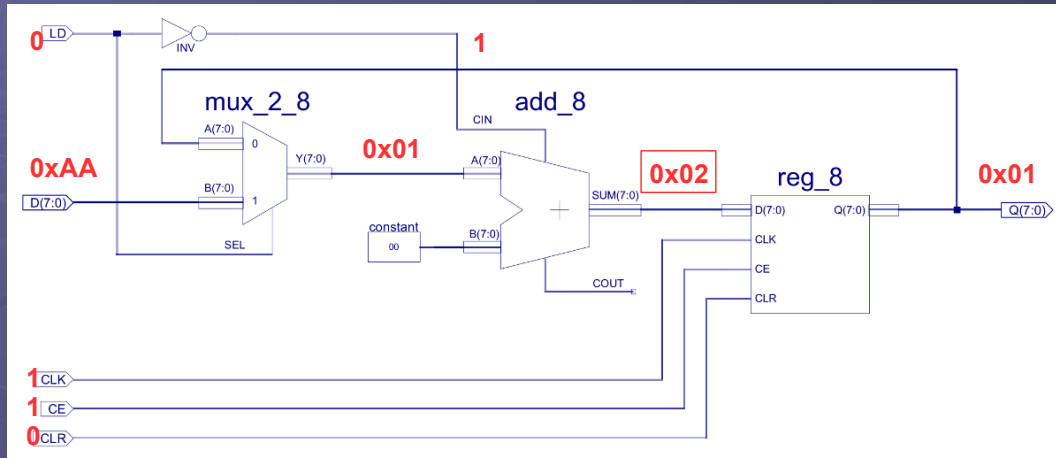 0 LD
INV
1
mux_2_8
add_8
A(7:0)
0
Y(7:0)
0x01
CIN
A(7:0)
0xAA
D(7:0)
B(7:0)
1
SEL
constant
00
B(7:0)
COUT
SUM(7:0)
0x02
reg_8
D(7:0)
Q(7:0)
CLK
CE
CLR
0x01
Q(7:0)
1 CLK
1 CE
0 CLR